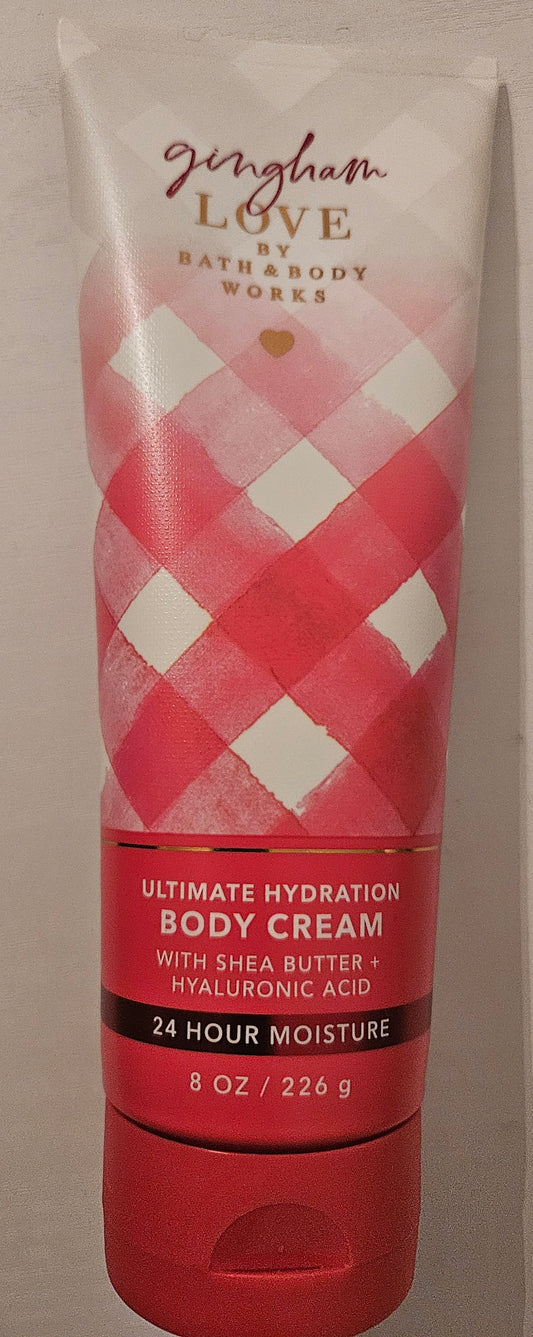 gingham
LOVE
BY
BATH & BODY
WORKS
ULTIMATE HYDRATION
BODY CREAM
WITH SHEA BUTTER +
HYALURONIC ACID
24 HOUR MOISTURE
8 OZ / 226 g